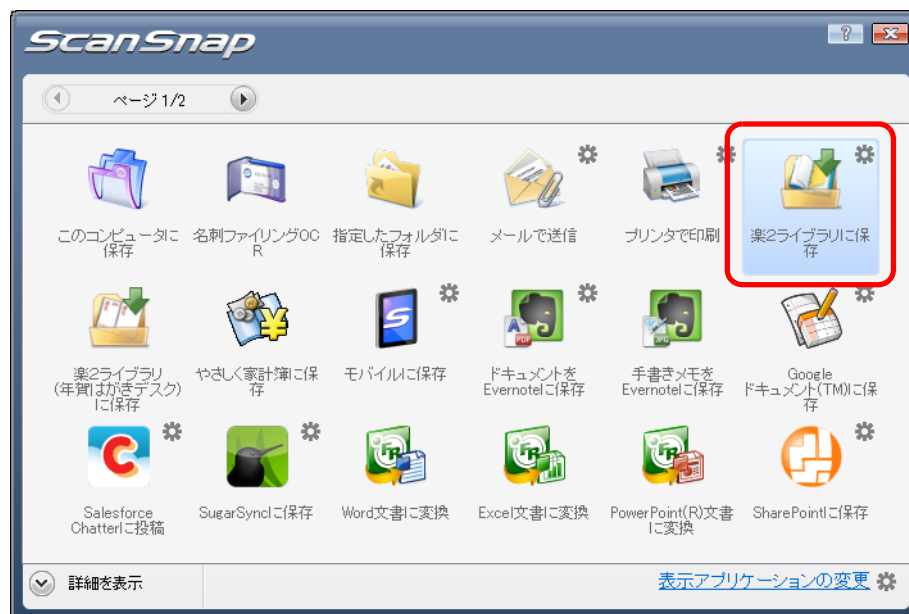 ScanSnap
ページ 1/2
このコンピュータに
保存
名刺ファイリングOC
R
指定したフォルダに
保存
メールで送信
プリンタで印刷
楽2ライブラリに保
存
楽2ライブラリ
(年賀はがきデスク)
に保存
やさしく家計簿に保
存
モバイルに保存
ドキュメントを
Evernoteに保存
手書きメモを
Evernoteに保存
Google
ドキュメント(TM)に保
存
Salesforce
Chatterに投稿
SugarSyncに保存
Word文書に変換
Excel文書に変換
PowerPoint(R)文書
に変換
SharePointに保存
詳細を表示
表示アプリケーションの変更